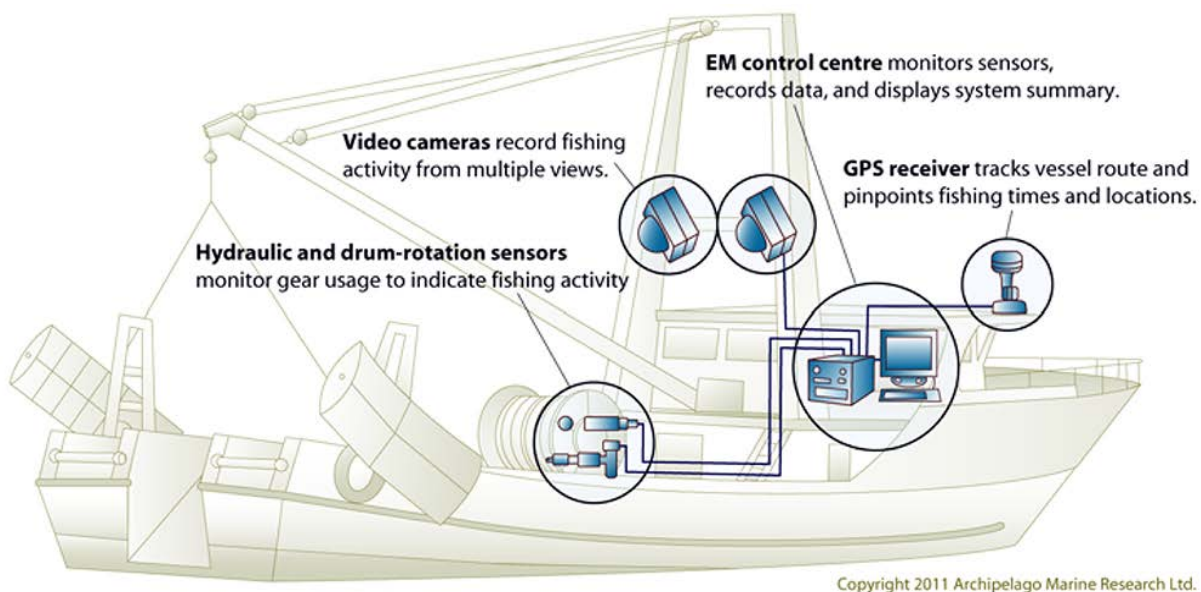 EM control centre monitors sensors,
records data, and displays system summary.
Video cameras record fishing
activity from multiple views.
GPS receiver tracks vessel route and
pinpoints fishing times and locations.
Hydraulic and drum-rotation sensors
monitor gear usage to indicate fishing activity
Copyright 2011 Archipelago Marine Research Ltd.